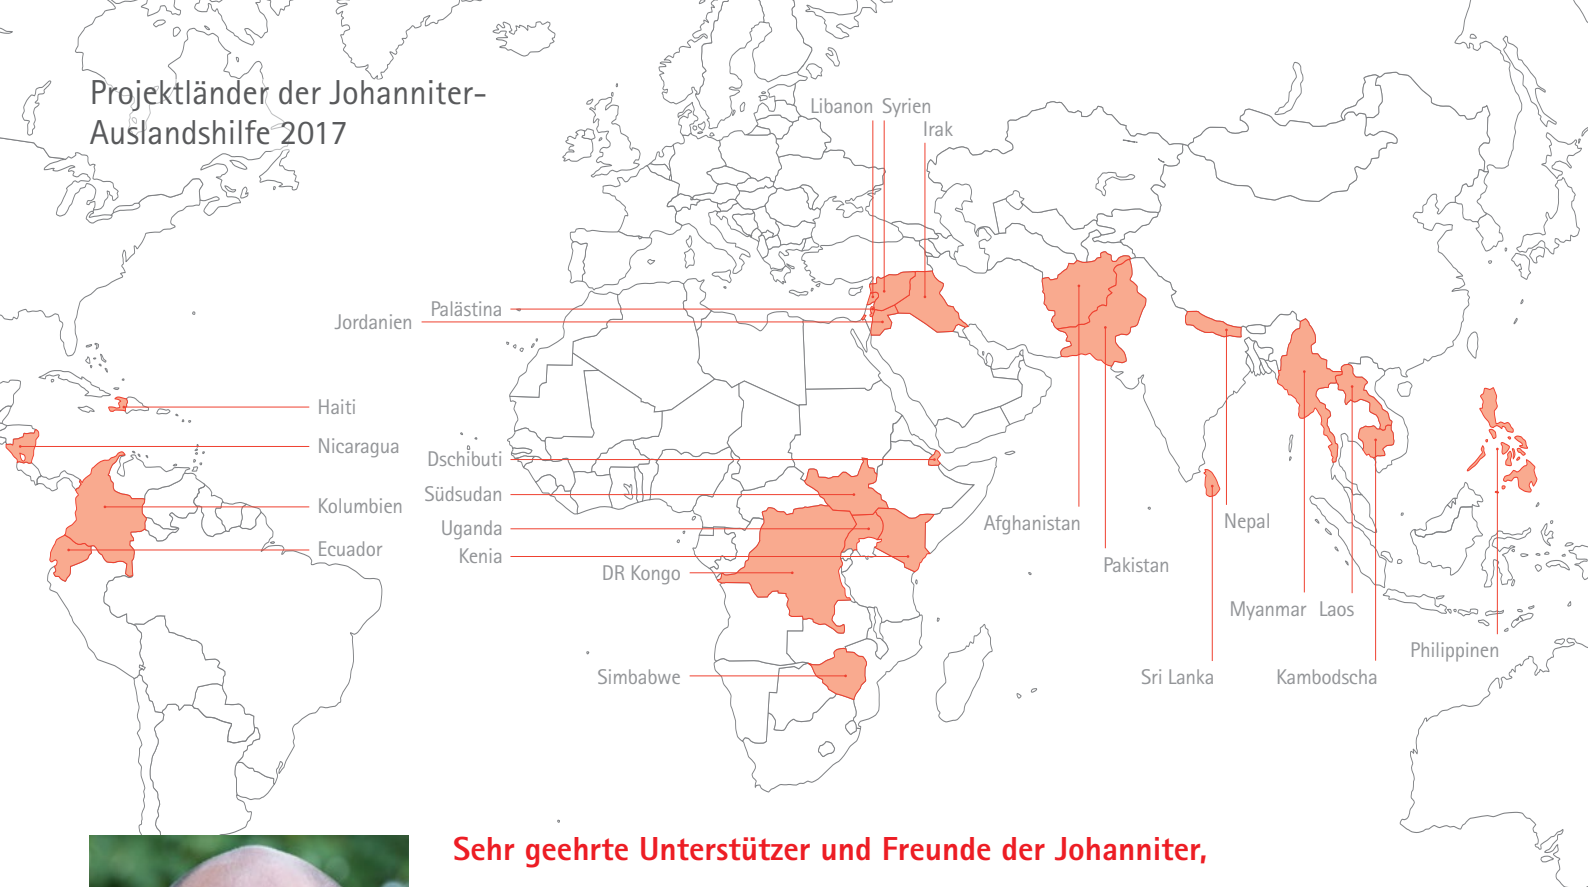 Projektländer der Johanniter-
Auslandshilfe 2017
Libanon Syrien
Irak
Palästina
Jordanien
Haiti
Nicaragua
Kolumbien
Ecuador
Dschibuti
Südsudan
Uganda
Kenia
DR Kongo
Simbabwe
Afghanistan
Pakistan
Nepal
Myanmar Laos
Sri Lanka
Kambodscha
Philippinen
Sehr geehrte Unterstützer und Freunde der Johanniter,